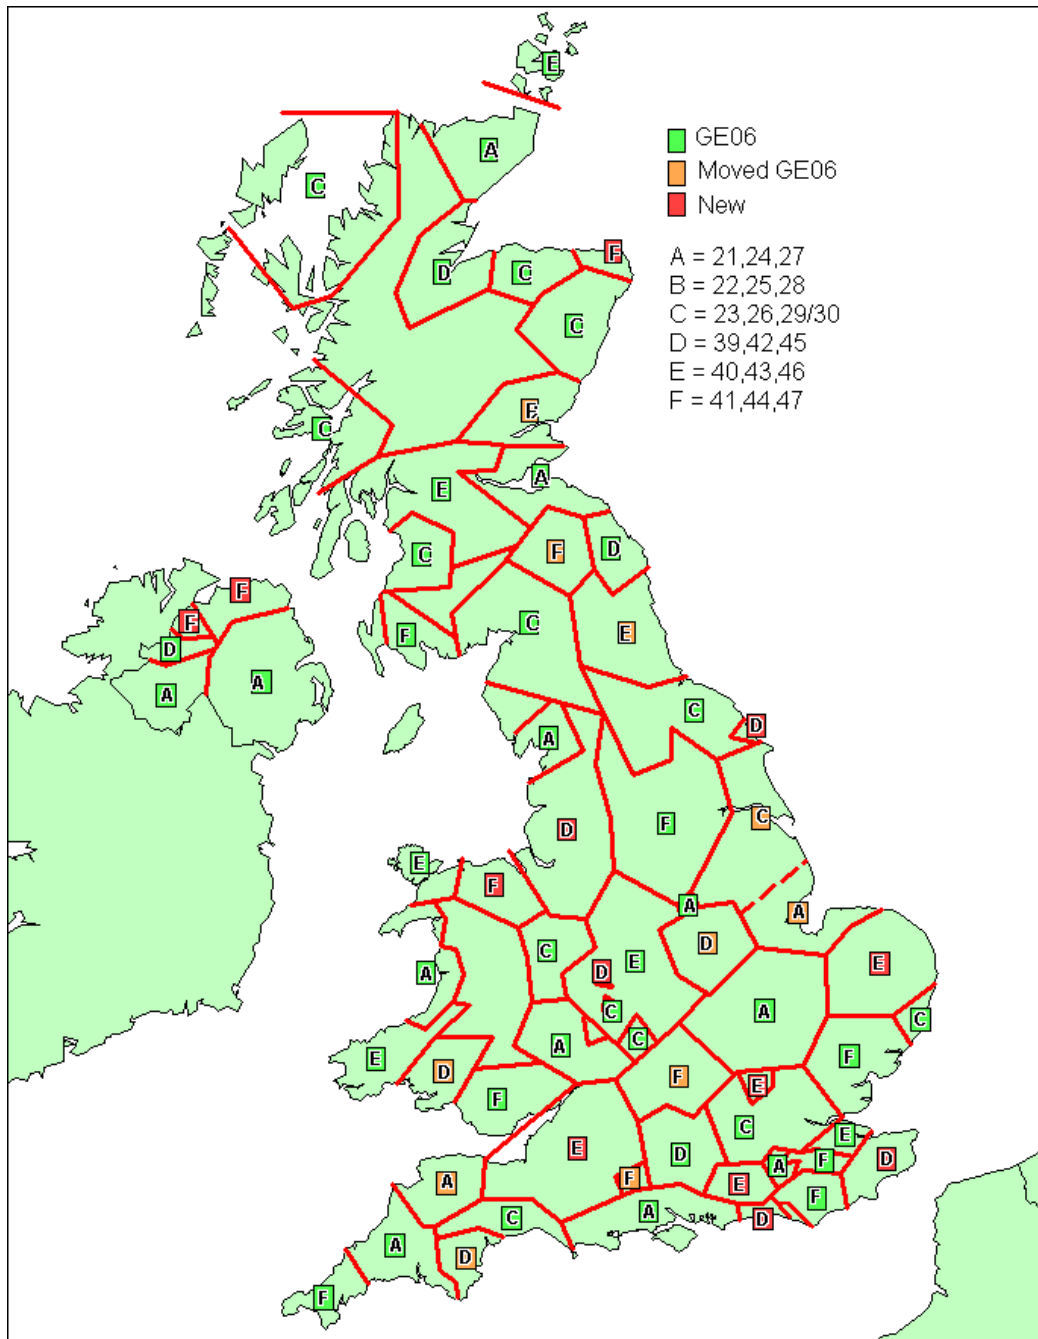 E
A
GE06
Moved GE06
C
New
F
A = 21,24,27
D
C
B = 22,25,28
C = 23,26,29/30
C
D = 39,42,45
E = 40,43,46
F = 41,44,47
C
A
E
C
F
D
F
F
C
E
F
D
A
A
C
D
A
C
D
F
E
F
A
A
C
D
E
E
A
D
C
A
C
C
E
A
F
D
F
E
F
C
E
E
D
A
F
D
F
E
A
F
C
A
D
A
D
F